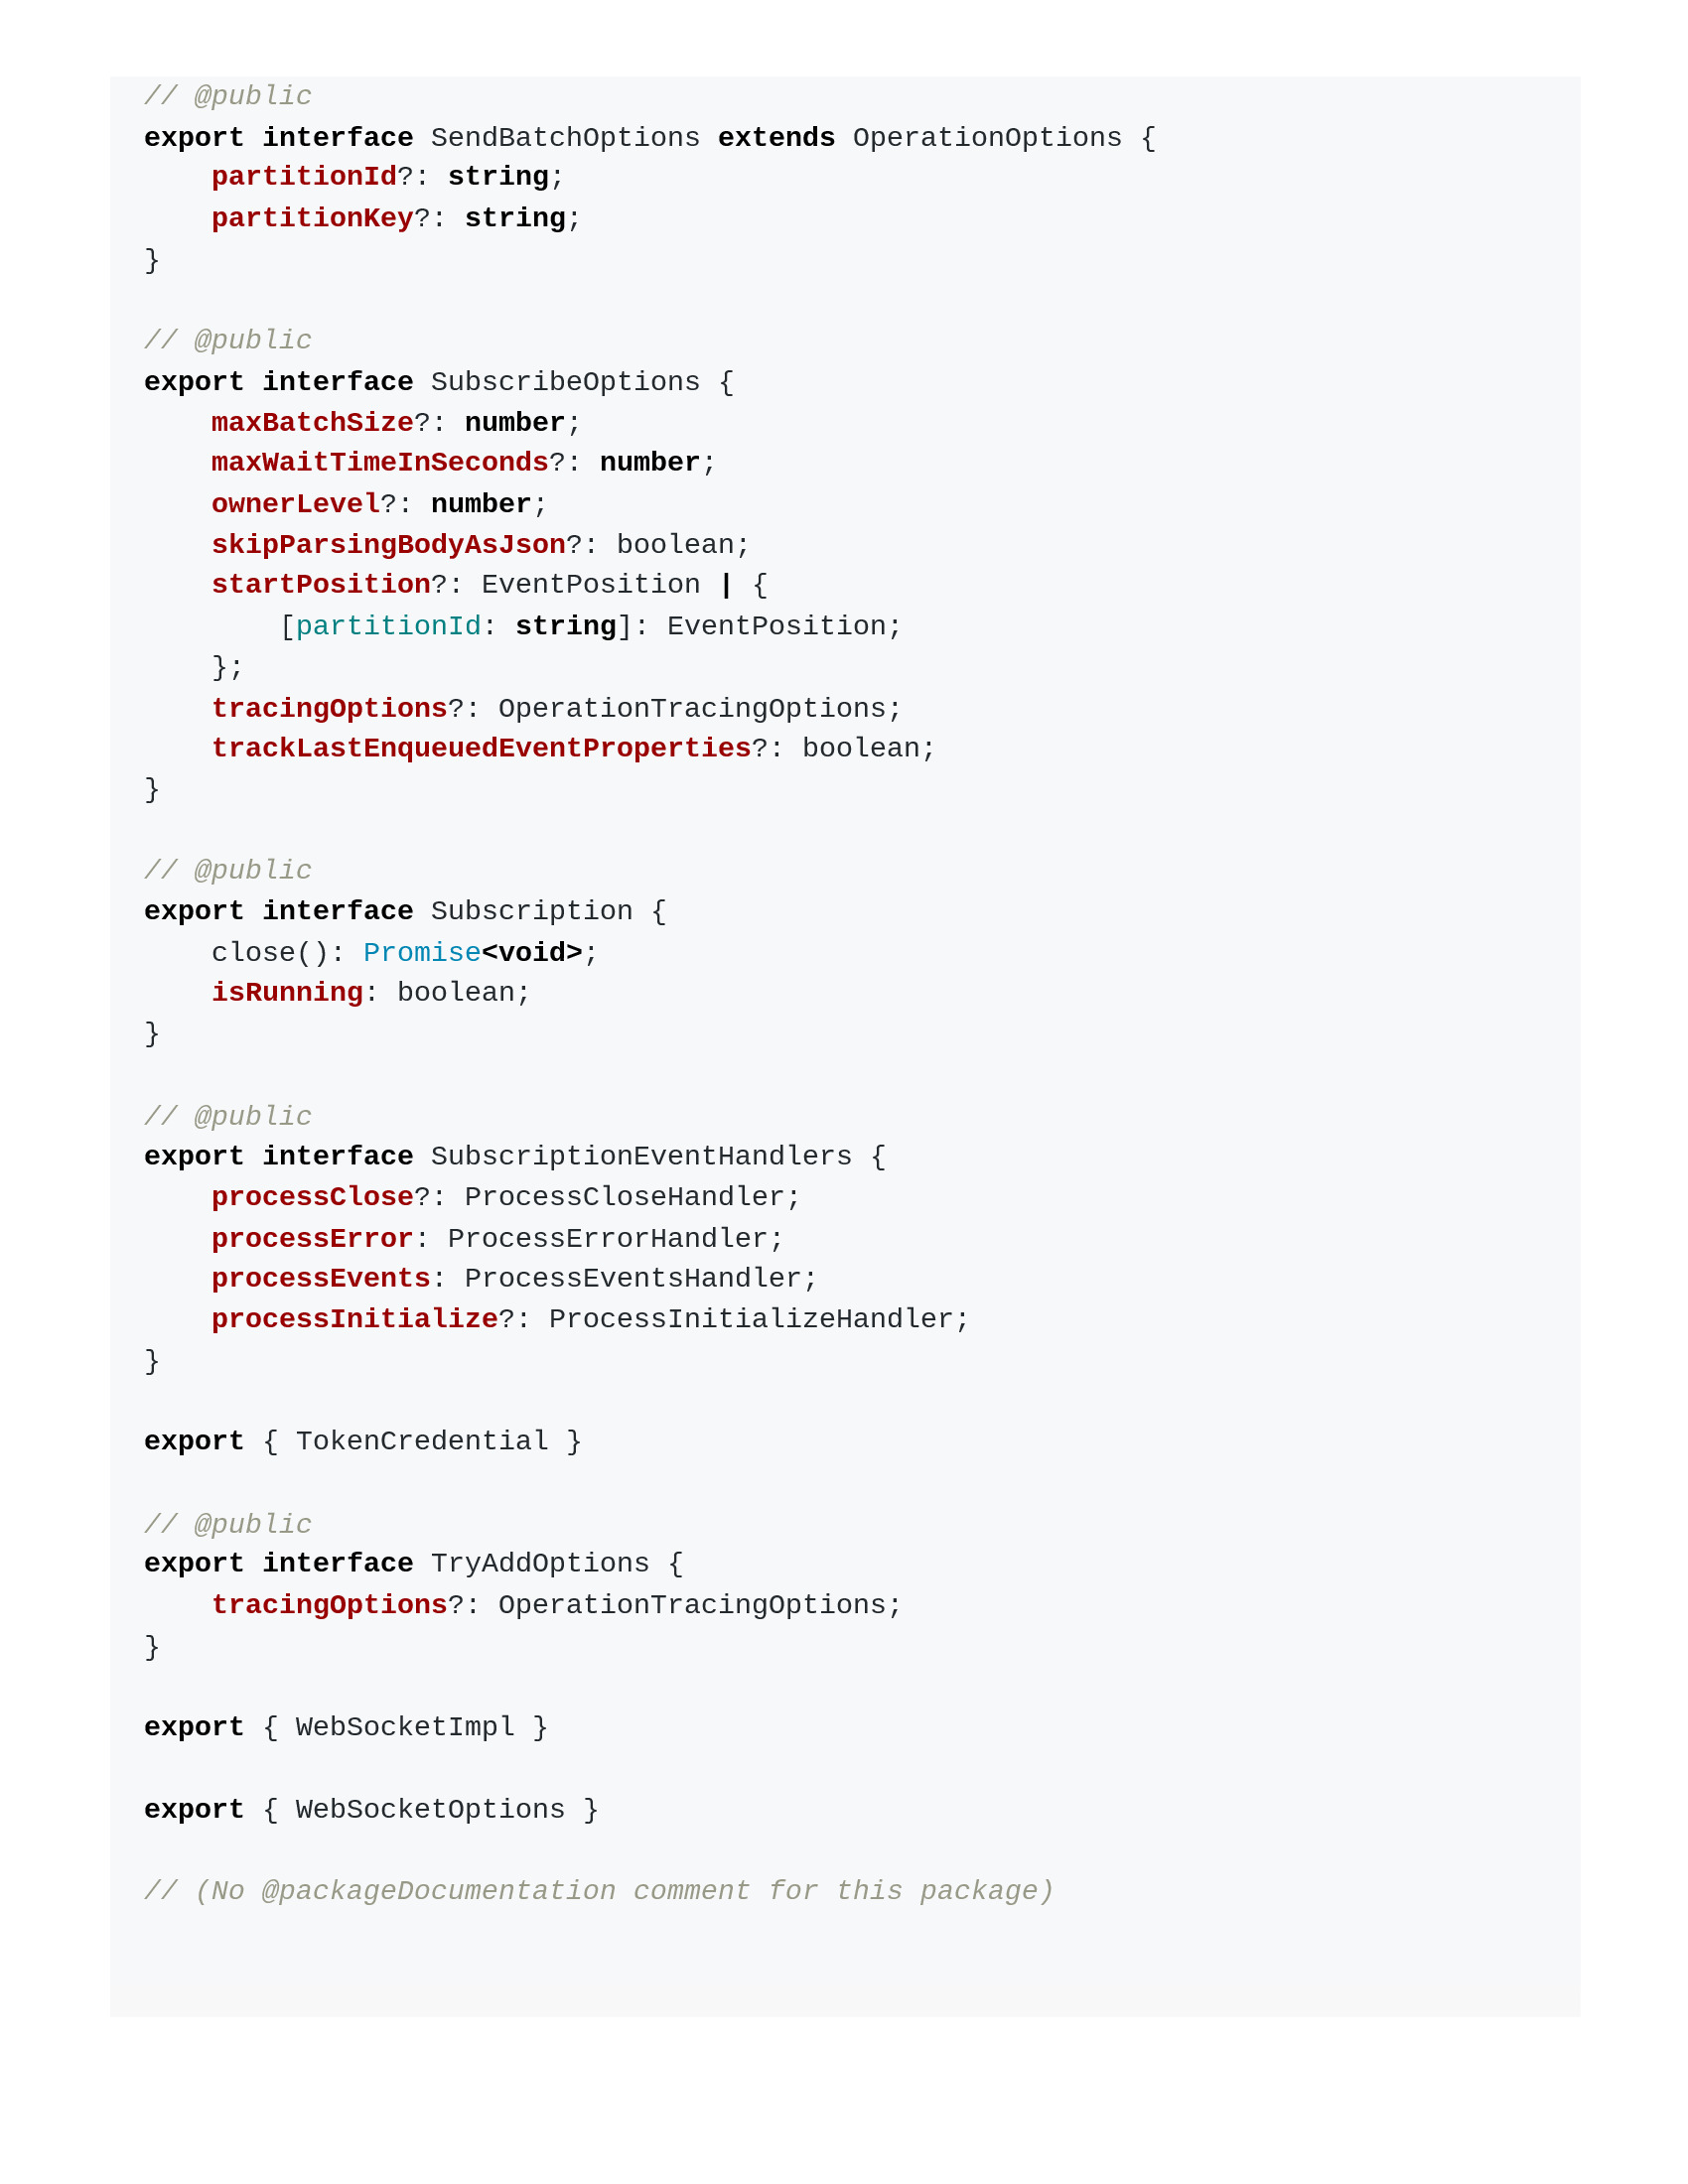 // @public
export interface SendBatchOptions extends OperationOptions {
    partitionId?: string;
    partitionKey?: string;
}

// @public
export interface SubscribeOptions {
    maxBatchSize?: number;
    maxWaitTimeInSeconds?: number;
    ownerLevel?: number;
    skipParsingBodyAsJson?: boolean;
    startPosition?: EventPosition | {
        [partitionId: string]: EventPosition;
    };
    tracingOptions?: OperationTracingOptions;
    trackLastEnqueuedEventProperties?: boolean;
}

// @public
export interface Subscription {
    close(): Promise<void>;
    isRunning: boolean;
}

// @public
export interface SubscriptionEventHandlers {
    processClose?: ProcessCloseHandler;
    processError: ProcessErrorHandler;
    processEvents: ProcessEventsHandler;
    processInitialize?: ProcessInitializeHandler;
}

export { TokenCredential }

// @public
export interface TryAddOptions {
    tracingOptions?: OperationTracingOptions;
}

export { WebSocketImpl }

export { WebSocketOptions }

// (No @packageDocumentation comment for this package)